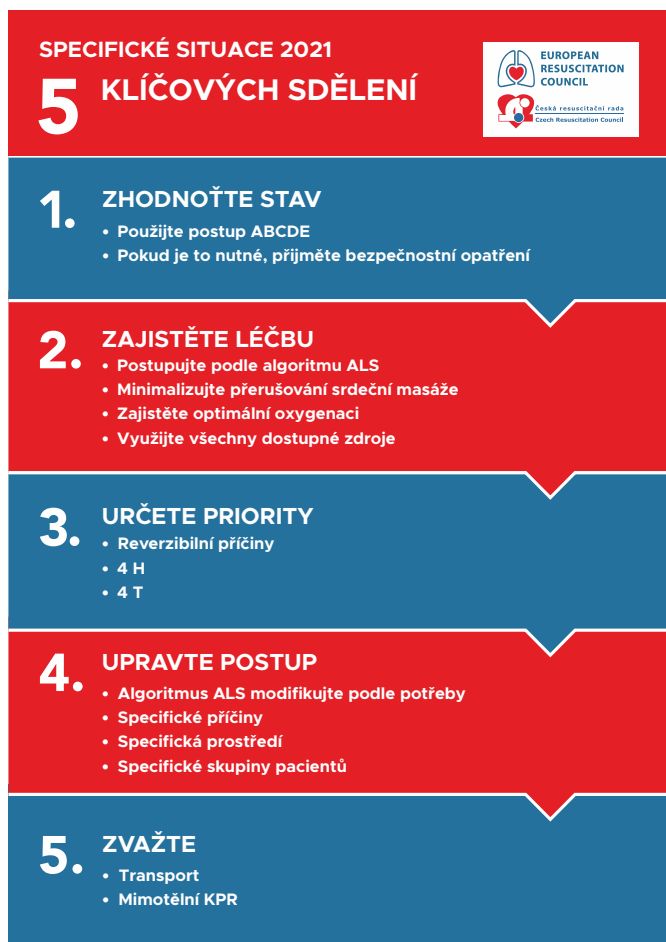 SPECIFICKÉ SITUACE 2021
5 KLÍČOVÝCH SDĚLENÍ
EUROPEAN
RESUSCITATION
COUNCIL
Česká resuscitační rada
Czech Resuscitation Council
1. ZHODNOŤTE STAV
• Použijte postup ABCDE
• Pokud je to nutné, přijměte bezpečnostní opatření
2. ZAJISTĚTE LÉČBU
• Postupujte podle algoritmu ALS
• Minimalizujte přerušování srdeční masáže
• Zajistěte optimální oxygenaci
• Využijte všechny dostupné zdroje
3. URČETE PRIORITY
• Reverzibilní příčiny
• 4 H
• 4 T
4. UPRAVTE POSTUP
• Algoritmus ALS modifikujte podle potřeby
• Specifické příčiny
• Specifická prostředí
• Specifické skupiny pacientů
5. ZVAŽTE
• Transport
• Mimotělní KPR